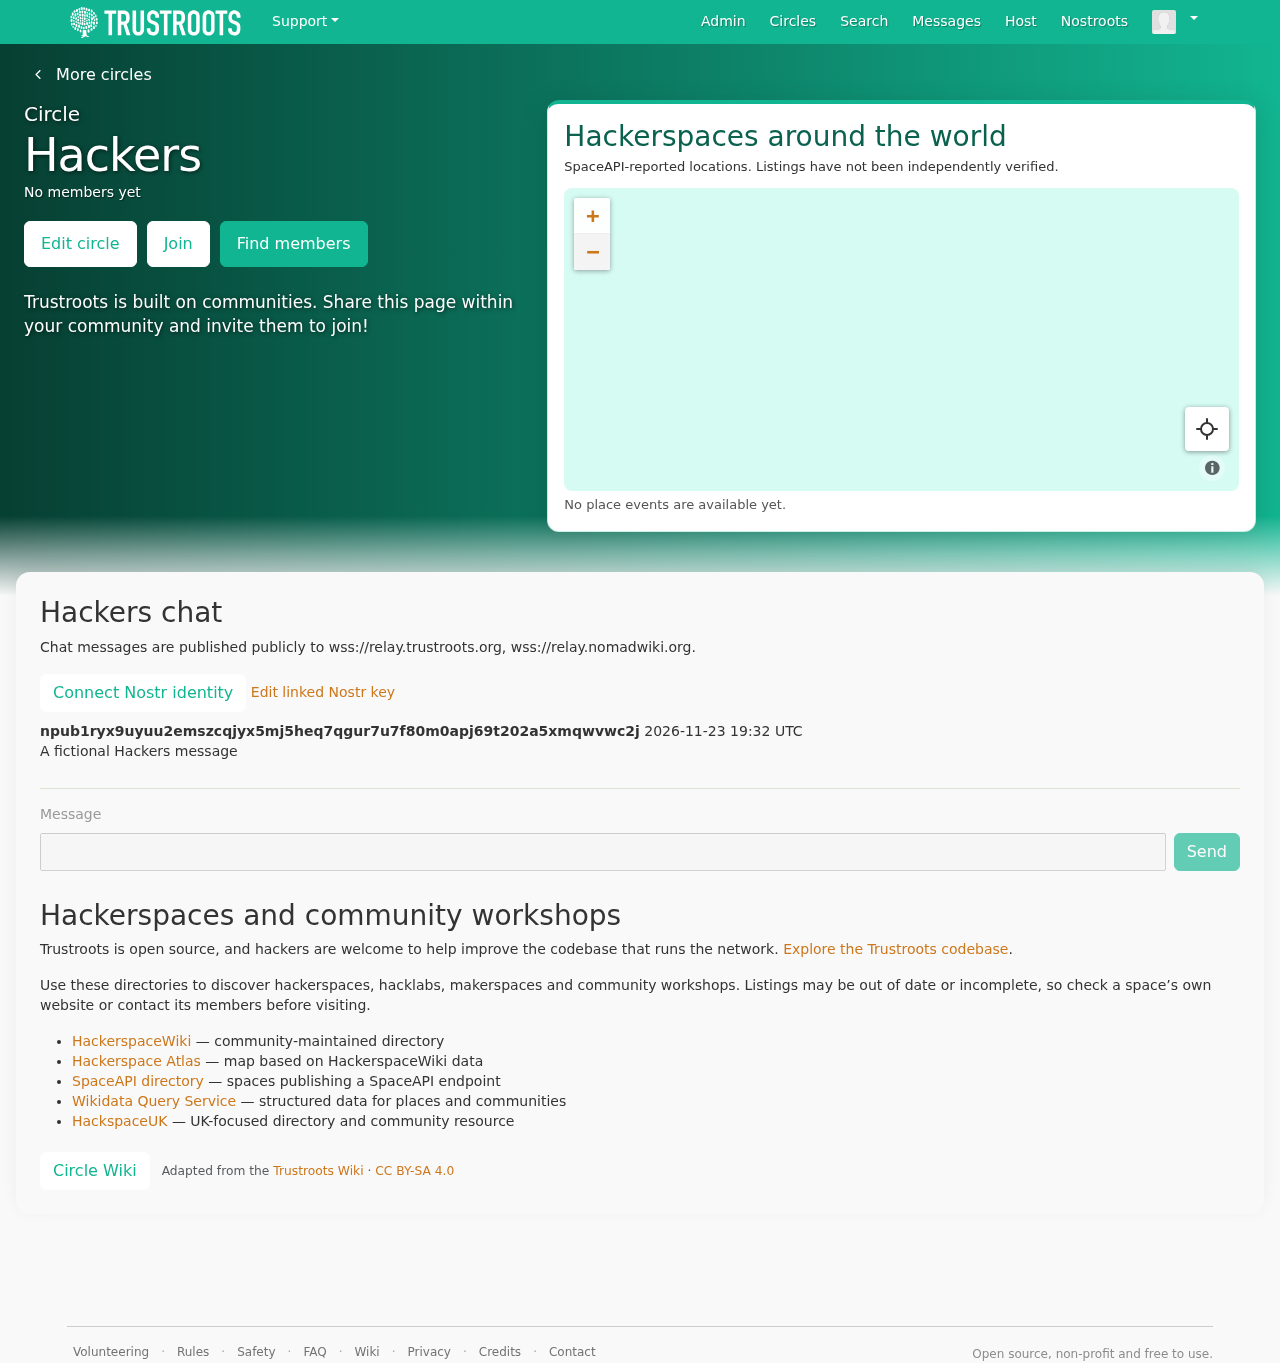 TRUSTROOTS
Support
Admin
Circles
Search
Messages
Host
Nostroots
More circles
Circle
Hackers
No members yet
Edit circle
Join
Find members
Trustroots is built on communities. Share this page within
your community and invite them to join!
Hackerspaces around the world
SpaceAPI-reported locations. Listings have not been independently verified.
+
−
No place events are available yet.
Hackers chat
Chat messages are published publicly to wss://relay.trustroots.org, wss://relay.nomadwiki.org.
Connect Nostr identity Edit linked Nostr key
npub1ryx9uyuu2emszcqjyx5mj5heq7qgur7u7f80m0apj69t202a5xmqwvwc2j 2026-11-23 19:32 UTC
A fictional Hackers message
Message
Send
Hackerspaces and community workshops
Trustroots is open source, and hackers are welcome to help improve the codebase that runs the network. Explore the Trustroots codebase.
Use these directories to discover hackerspaces, hacklabs, makerspaces and community workshops. Listings may be out of date or incomplete, so check a space’s own
website or contact its members before visiting.
• HackerspaceWiki — community-maintained directory
• Hackerspace Atlas — map based on HackerspaceWiki data
• SpaceAPI directory — spaces publishing a SpaceAPI endpoint
• Wikidata Query Service — structured data for places and communities
• HackspaceUK — UK-focused directory and community resource
Circle Wiki Adapted from the Trustroots Wiki · CC BY-SA 4.0
Volunteering · Rules · Safety · FAQ · Wiki · Privacy · Credits · Contact
Open source, non-profit and free to use.